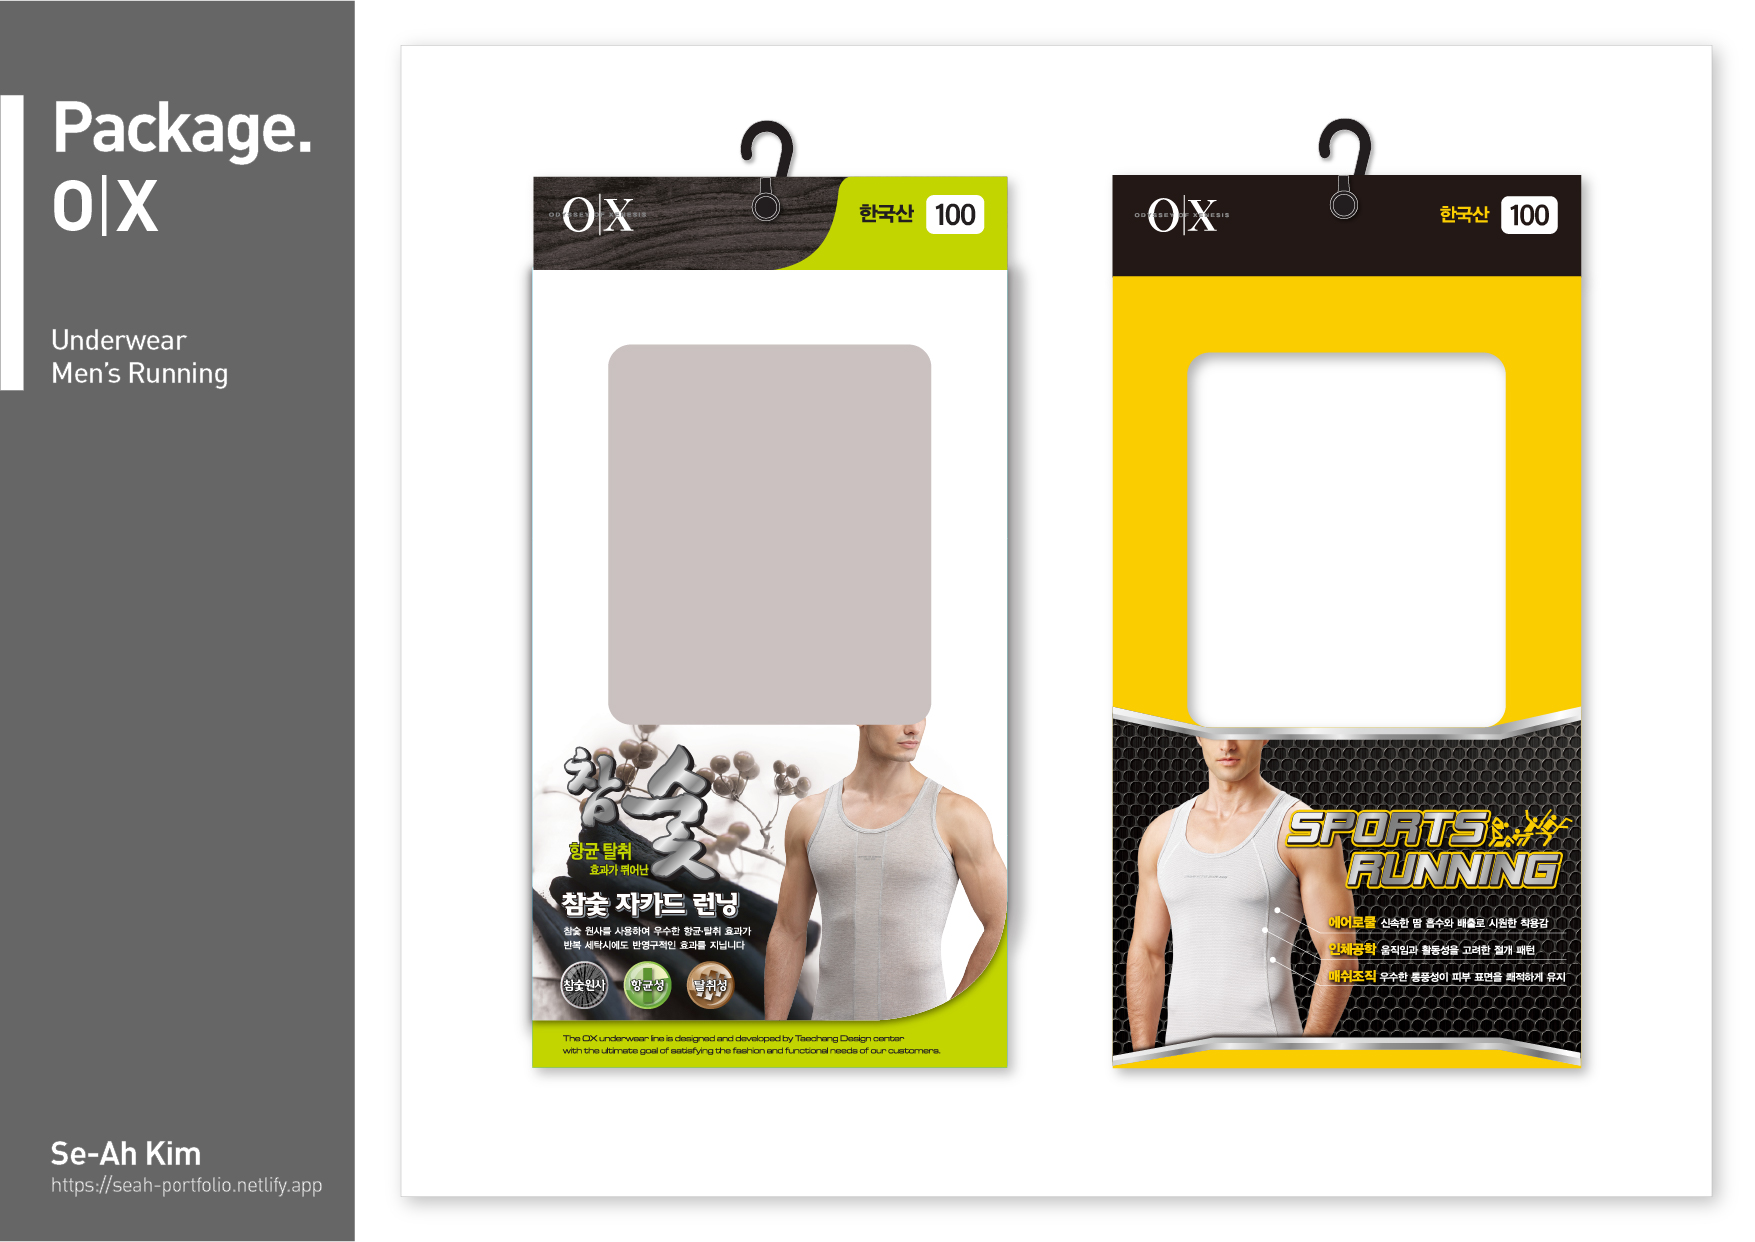 Package.
O|X
Underwear
Men's Running
Se-Ah Kim
https://seah-portfolio.netlify.app
O|X
ODYSSEY OF XENESIS
한국산 100
참숯
항균 탈취
효과가 뛰어난
참숯 자카드 런닝
참숯 원사를 사용하여 우수한 항균·탈취 효과가
반복 세탁시에도 반영구적인 효과를 지닙니다
참숯원사 항균성 탈취성
The OX underwear line is designed and developed by Taechang Design center
with the ultimate goal of satisfying the fashion and functional needs of our customers.
O|X
ODYSSEY OF XENESIS
한국산 100
SPORTS
RUNNING
에어로쿨 신속한 땀 흡수와 배출로 시원한 착용감
인체공학 움직임과 활동성을 고려한 절개 패턴
매쉬조직 우수한 통풍성이 피부 표면을 쾌적하게 유지